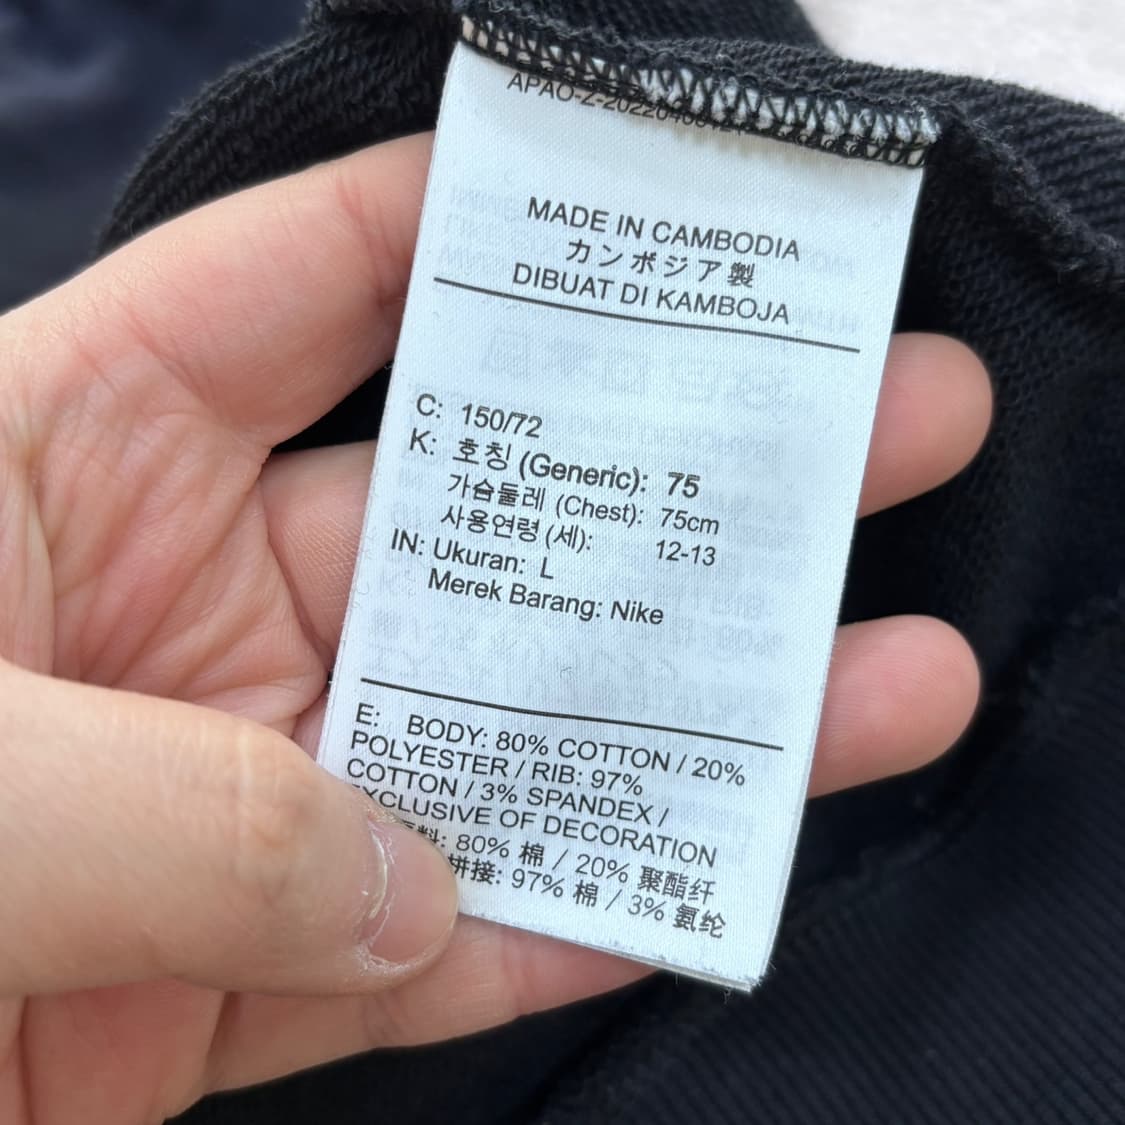 MADE IN CAMBODIA
カンボジア製
DIBUAT DI KAMBOJA
C: 150/72
K: 호칭 (Generic): 75
가슴둘레 (Chest): 75cm
사용연령 (세): 12-13
IN: Ukuran: L
Merek Barang: Nike
E: BODY: 80% COTTON / 20%
POLYESTER / RIB: 97%
COTTON / 3% SPANDEX /
EXCLUSIVE OF DECORATION
料: 80% 棉 / 20% 聚酯纤
拼接: 97% 棉 / 3% 氨纶